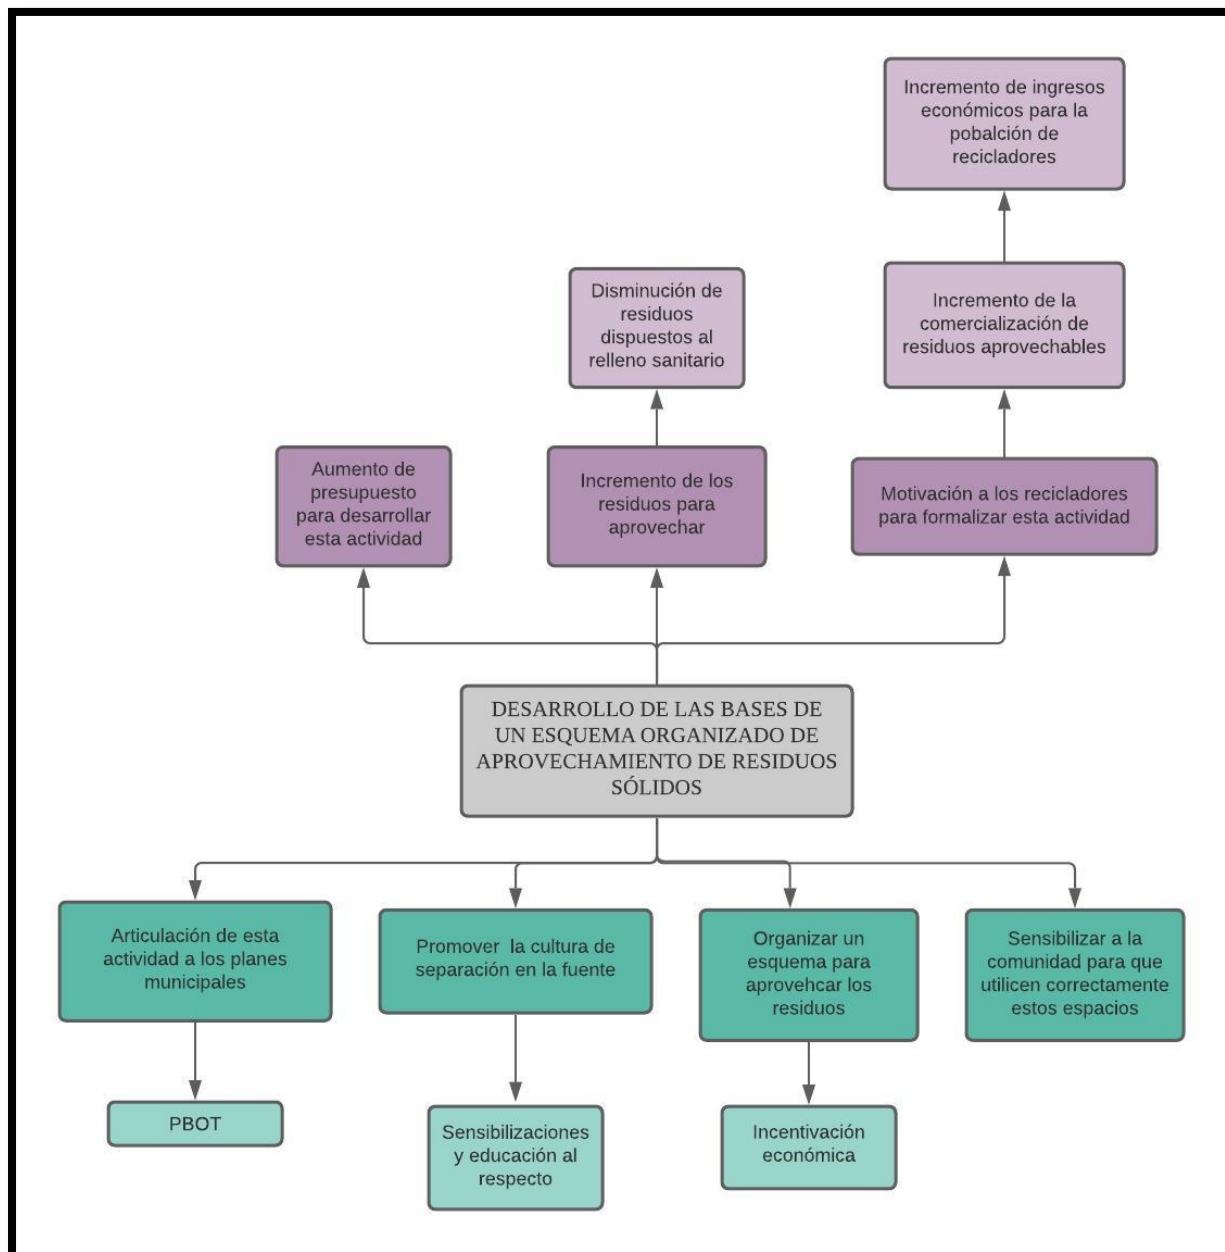 Incremento de ingresos
económicos para la
pobalción de
recicladores
Disminución de
residuos
dispuestos al
relleno sanitario
Incremento de la
comercialización de
residuos aprovechables
Aumento de
presupuesto
para desarrollar
esta actividad
Incremento de los
residuos para
aprovechar
Motivación a los recicladores
para formalizar esta actividad
DESARROLLO DE LAS BASES DE
UN ESQUEMA ORGANIZADO DE
APROVECHAMIENTO DE RESIDUOS
SÓLIDOS
Articulación de esta
actividad a los planes
municipales
Promover la cultura de
separación en la fuente
Organizar un
esquema para
aprovehcar los
residuos
Sensibilizar a la
comunidad para que
utilicen correctamente
estos espacios
PBOT
Sensibilizaciones
y educación al
respecto
Incentivación
económica